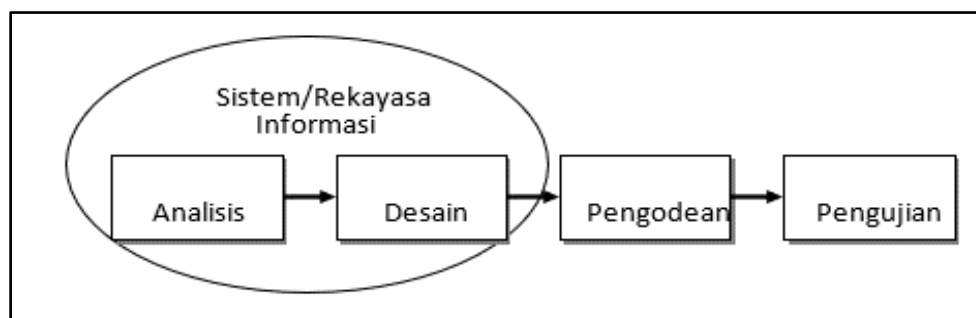 Sistem/Rekayasa
Informasi
Analisis
Desain
Pengodean
Pengujian